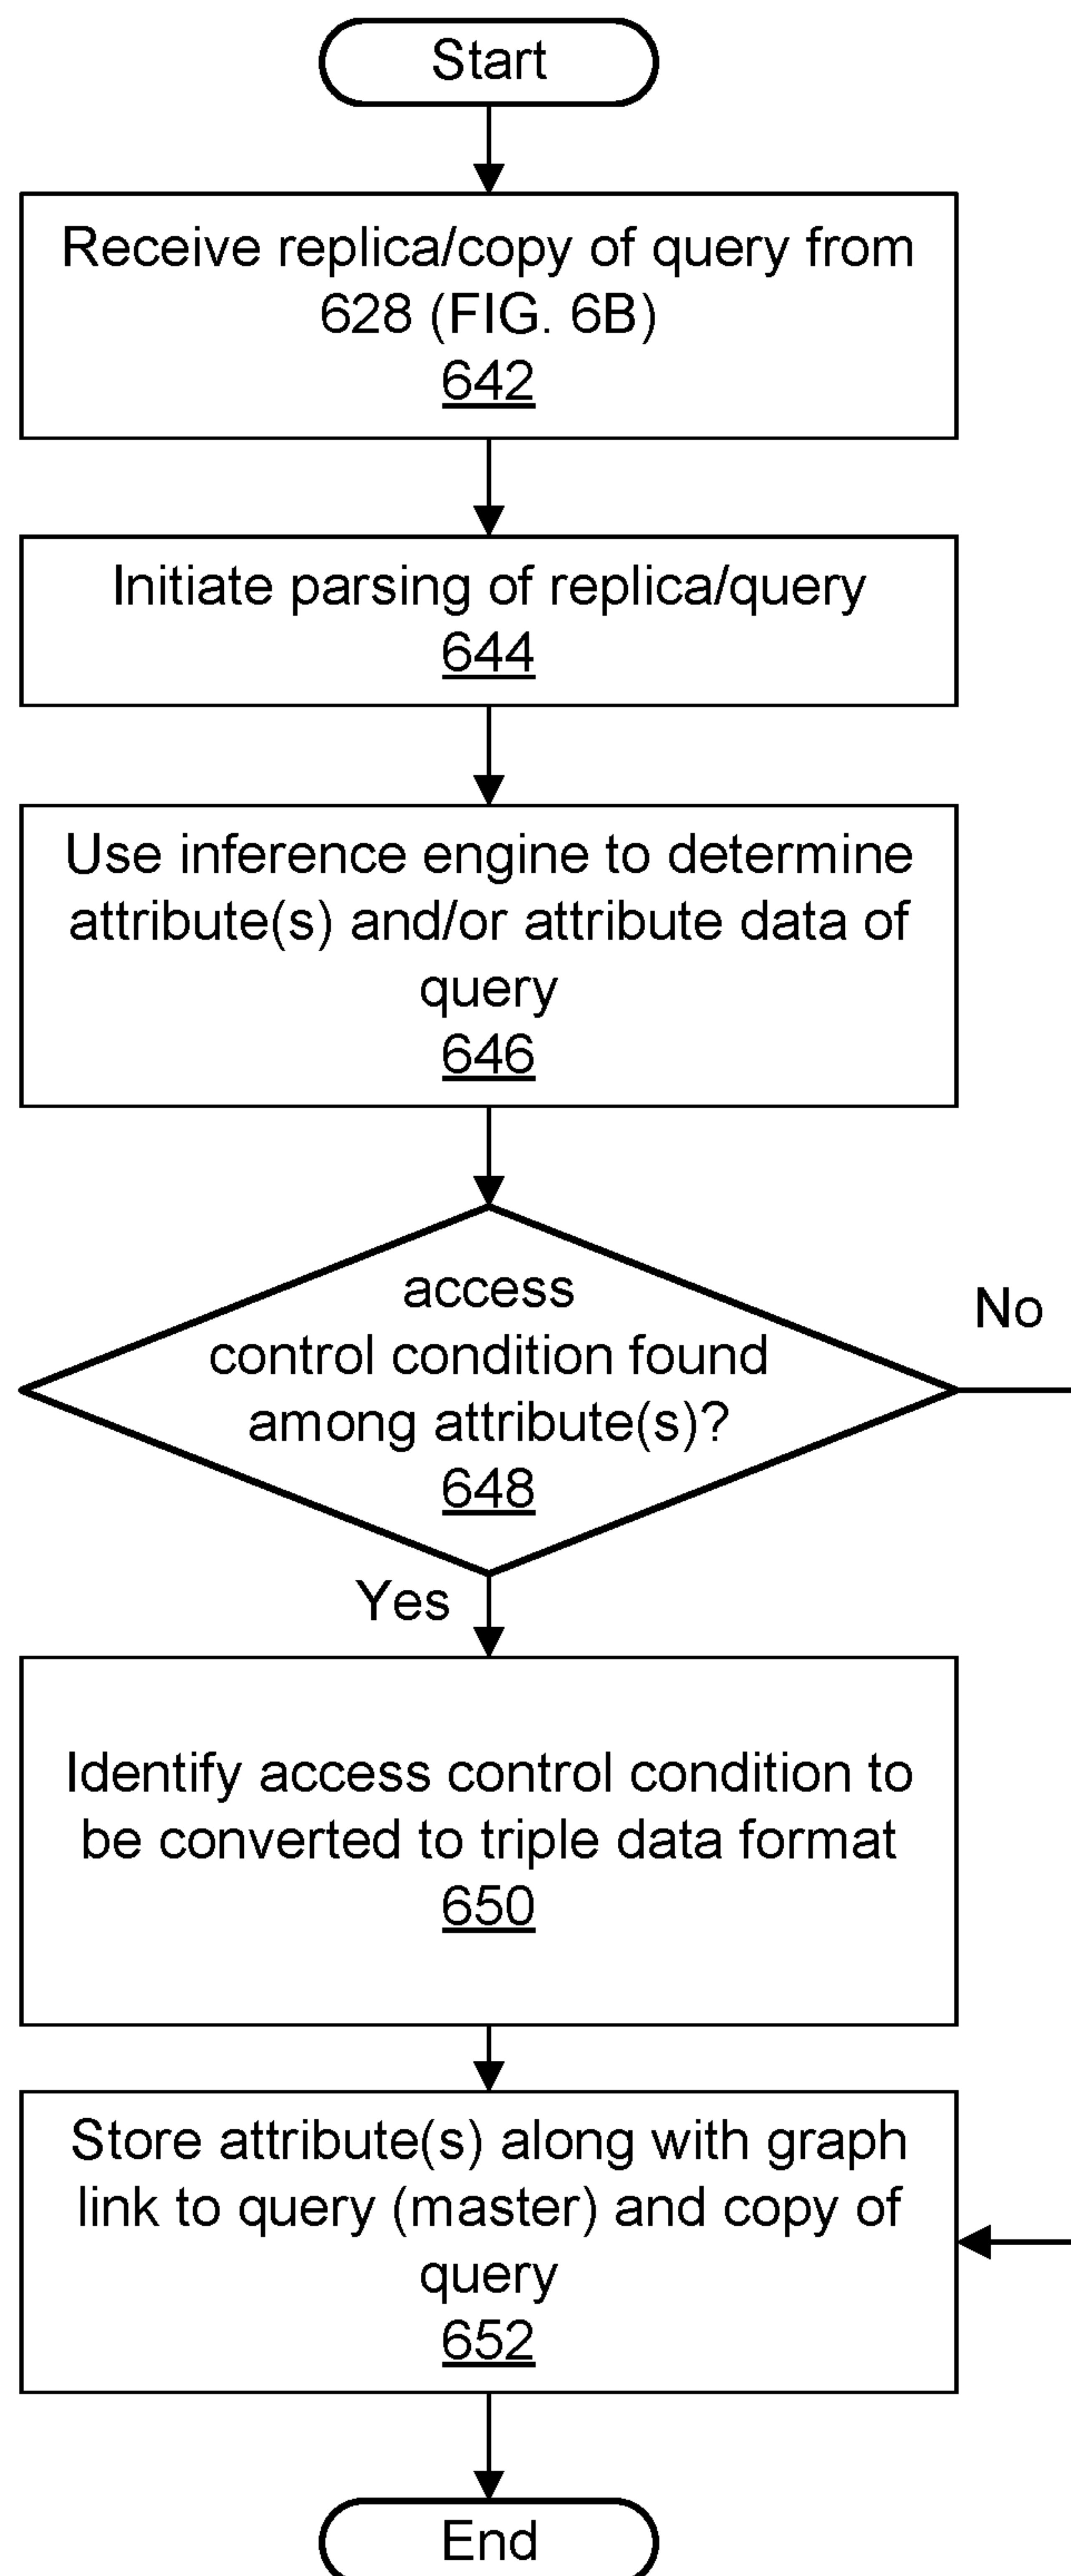 Start
Receive replica/copy of query from
628 (FIG. 6B)
642
Initiate parsing of replica/query
644
Use inference engine to determine
attribute(s) and/or attribute data of
query
646
access
control condition found
among attribute(s)?
648
No
Yes
Identify access control condition to
be converted to triple data format
650
Store attribute(s) along with graph
link to query (master) and copy of
query
652
End